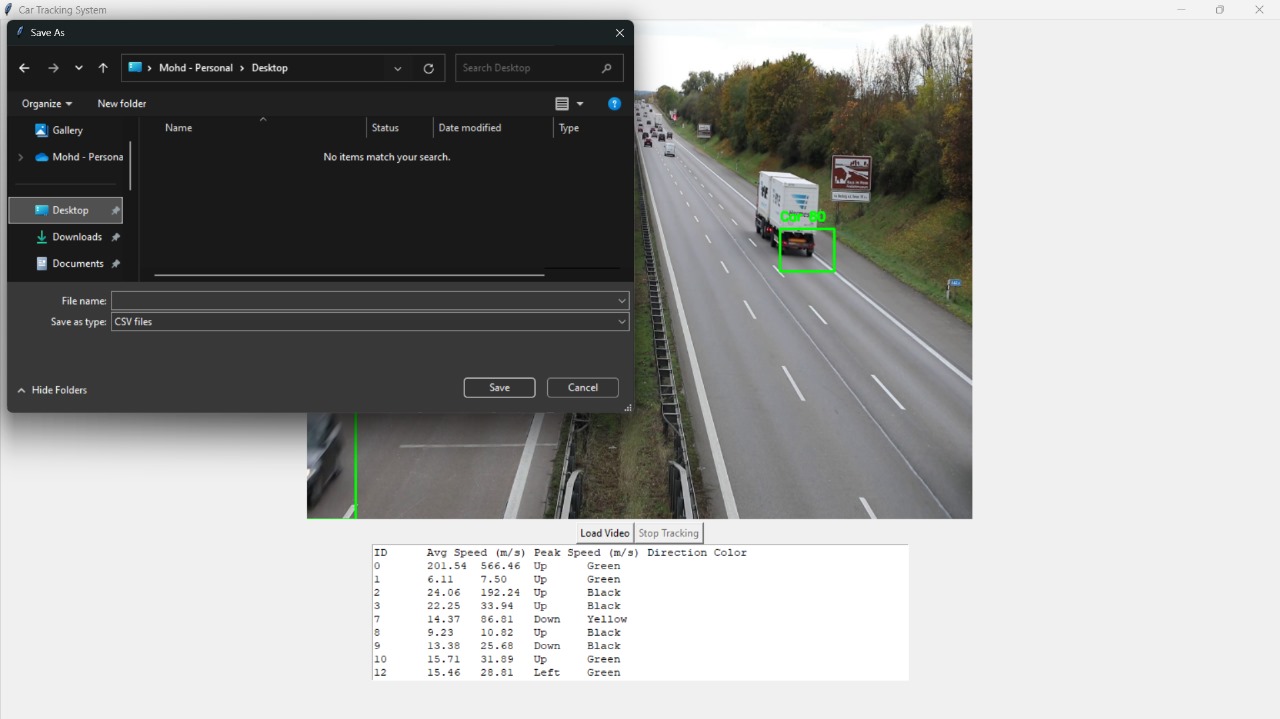 Car Tracking System
Save As
Mohd - Personal
Desktop
Search Desktop
Organize
New folder
Gallery
Mohd - Persona
Desktop
Downloads
Documents
Name
Status
Date modified
Type
No items match your search.
File name:
Save as type: CSV files
Hide Folders
Save
Cancel
Load Video
Stop Tracking
ID Avg Speed (m/s) Peak Speed (m/s) Direction Color
0 201.54 566.46 Up Green
1 6.11 7.50 Up Green
2 24.06 192.24 Up Black
3 22.25 33.94 Up Black
7 14.37 86.81 Down Yellow
8 9.23 10.82 Up Black
9 13.38 25.68 Down Black
10 15.71 31.89 Up Green
12 15.46 28.81 Left Green